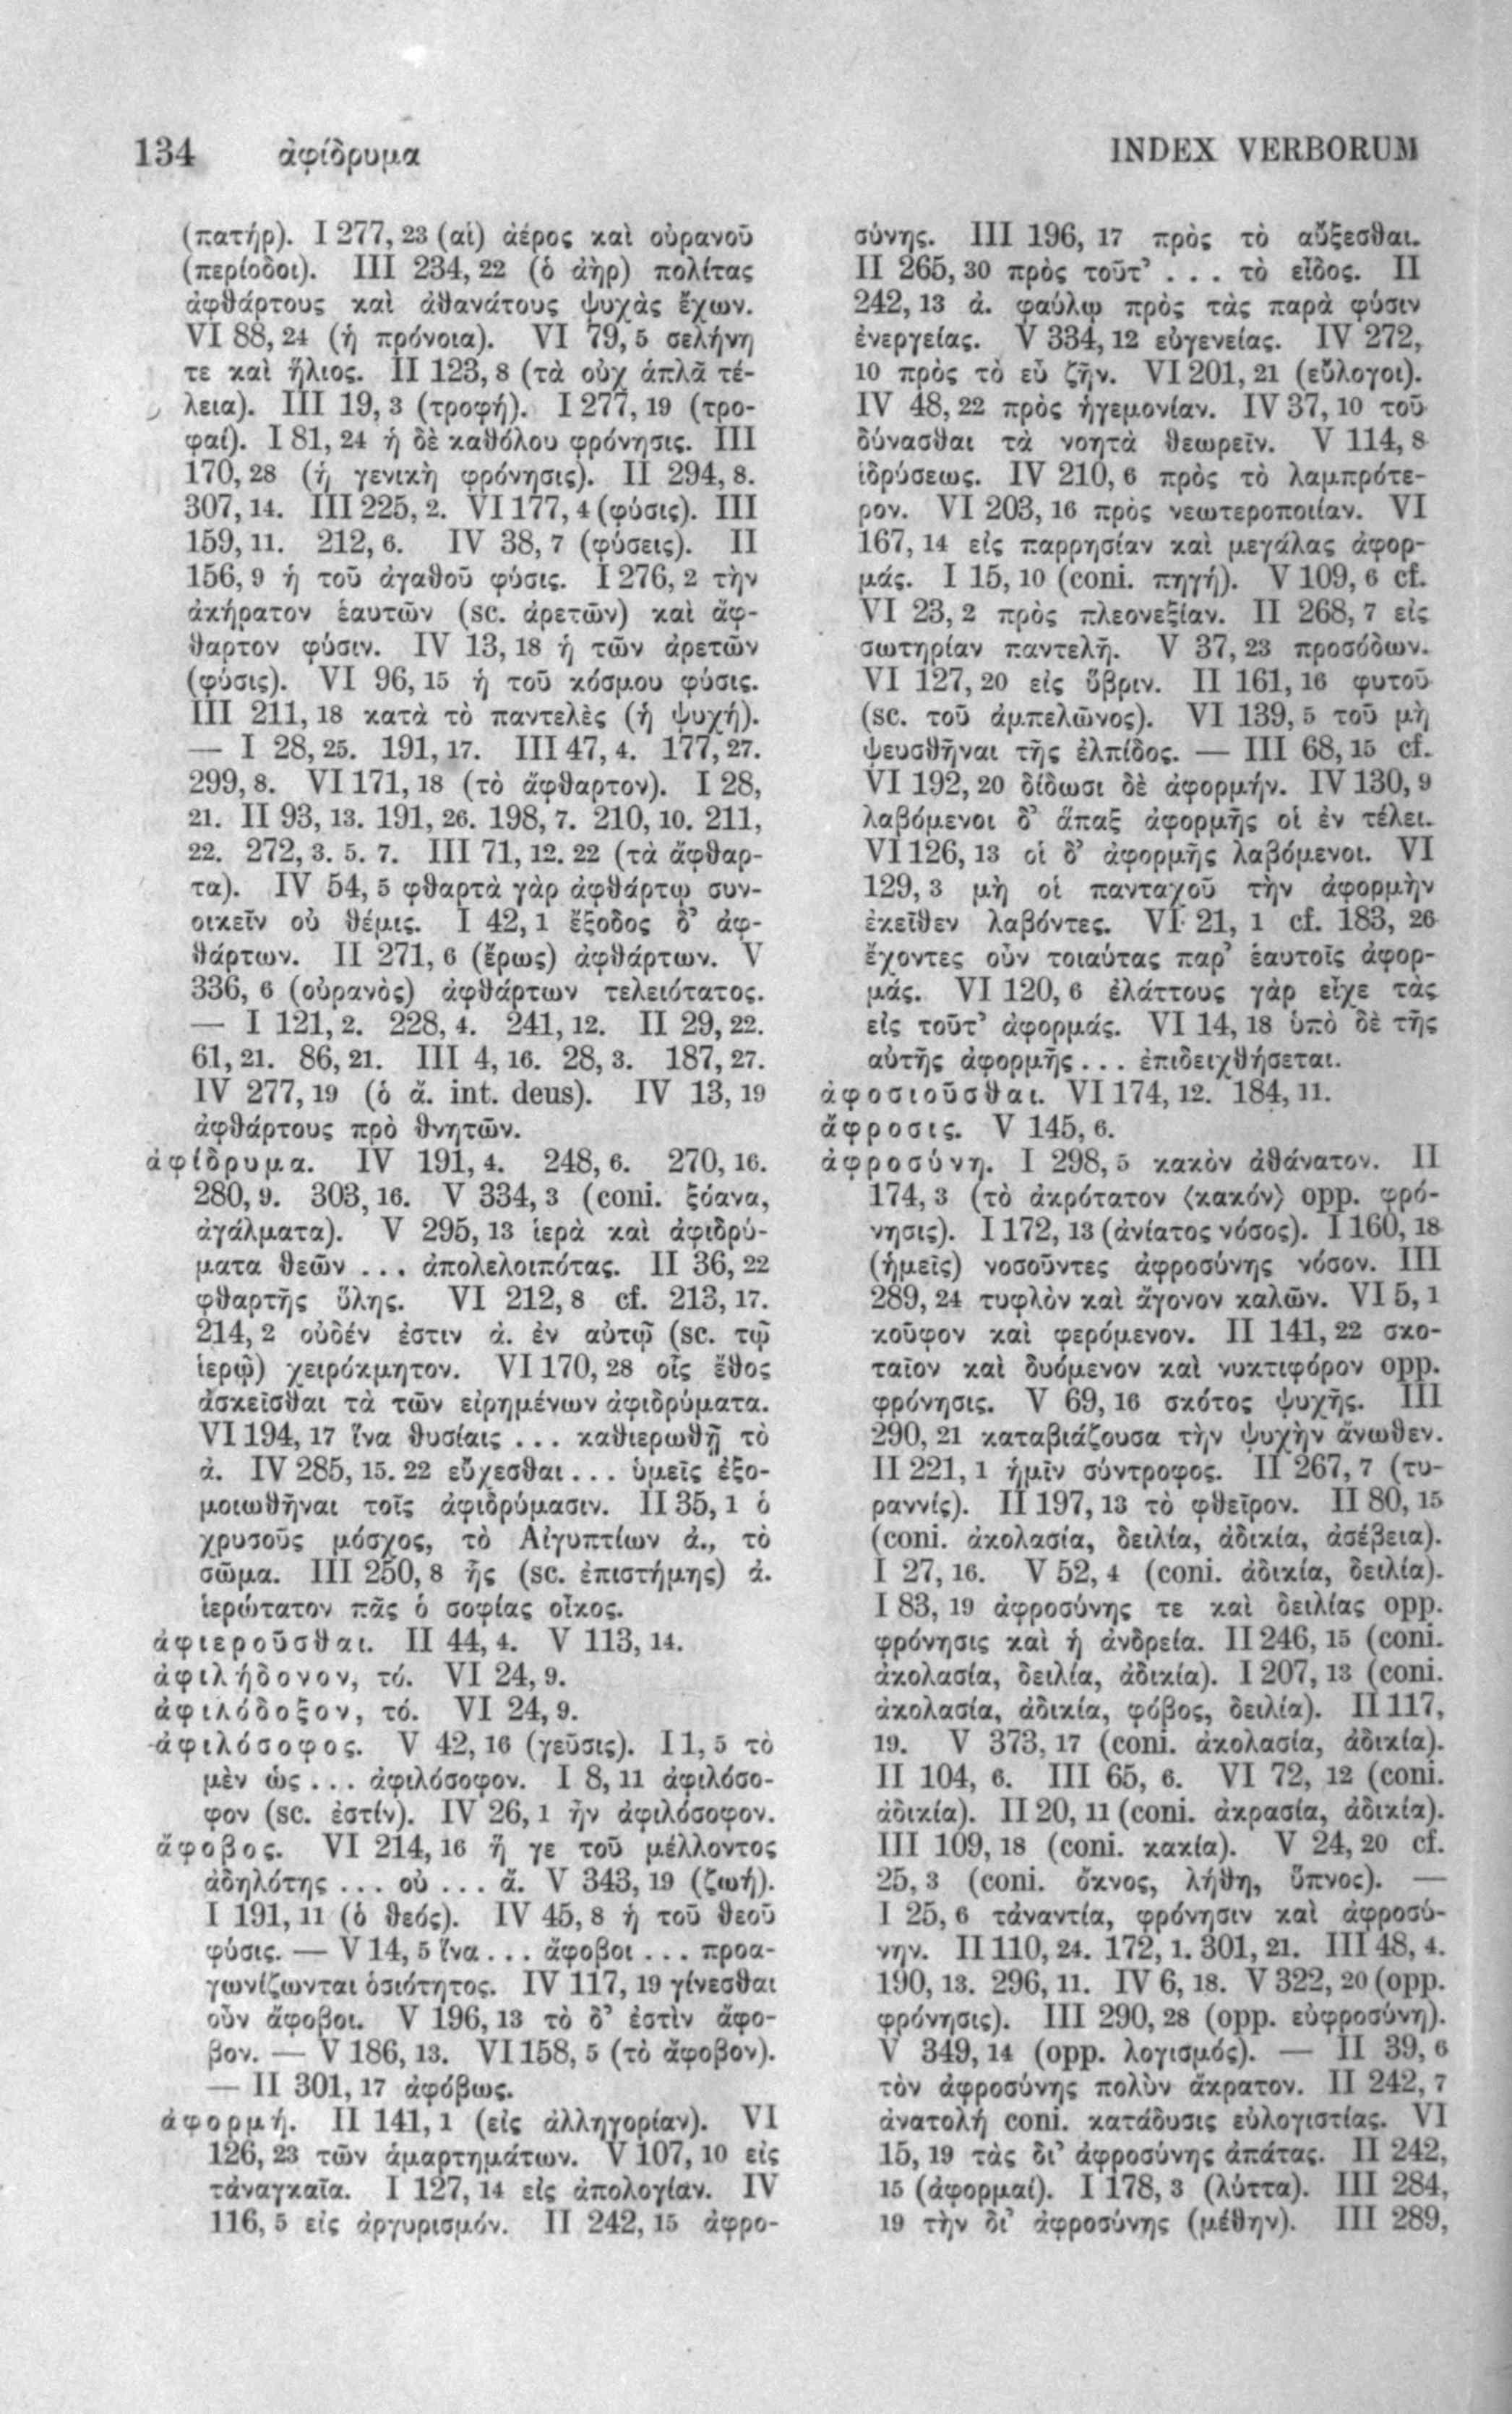 134 ἀφίδρυμα INDEX VERBORUM
(πατήρ). I 277, 23 (αἱ) ἀέρος καὶ οὐρανοῦ
(περίοδοι). III 234, 22 (ὁ ἀὴρ) πολίτας
ἀφθάρτους καὶ ἀθανάτους ψυχὰς ἔχων.
VI 88, 24 (ἡ πρόνοια). VI 79, 5 σελήνη
τε καὶ ἥλιος. II 123, 8 (τὰ οὐχ ἁπλᾶ τέ-
λεια). III 19, 3 (τροφή). I 277, 19 (τρο-
φαί). I 81, 24 ἡ δὲ καθόλου φρόνησις. III
170, 28 (ἡ γενικὴ φρόνησις). II 294, 8.
307, 14. III 225, 2. VI 177, 4 (φύσις). III
159, 11. 212, 6. IV 38, 7 (φύσεις). II
156, 9 ἡ τοῦ ἀγαθοῦ φύσις. I 276, 2 τὴν
ἀκήρατον ἑαυτῶν (sc. ἀρετῶν) καὶ ἄφ-
θαρτον φύσιν. IV 13, 18 ἡ τῶν ἀρετῶν
(φύσις). VI 96, 15 ἡ τοῦ κόσμου φύσις.
III 211, 18 κατὰ τὸ παντελὲς (ἡ ψυχή).
— I 28, 25. 191, 17. III 47, 4. 177, 27.
299, 8. VI 171, 18 (τὸ ἄφθαρτον). I 28,
21. II 93, 13. 191, 26. 198, 7. 210, 10. 211,
22. 272, 3. 5. 7. III 71, 12. 22 (τὰ ἄφθαρ-
τα). IV 54, 5 φθαρτὰ γὰρ ἀφθάρτῳ συν-
οικεῖν οὐ θέμις. I 42, 1 ἔξοδος δ’ ἀφ-
θάρτων. II 271, 6 (ἔρως) ἀφθάρτων. V
336, 6 (οὐρανὸς) ἀφθάρτων τελειότατος.
— I 121, 2. 228, 4. 241, 12. II 29, 22.
61, 21. 86, 21. III 4, 16. 28, 3. 187, 27.
IV 277, 19 (ὁ ἄ. int. deus). IV 13, 19
ἀφθάρτους πρὸ θνητῶν.
ἀφίδρυμα. IV 191, 4. 248, 6. 270, 16.
280, 9. 303, 16. V 334, 3 (coni. ξόανα,
ἀγάλματα). V 295, 13 ἱερὰ καὶ ἀφιδρύ-
ματα θεῶν ... ἀπολελοιπότας. II 36, 22
φθαρτῆς ὕλης. VI 212, 8 cf. 213, 17.
214, 2 οὐδέν ἐστιν ἀ. ἐν αὐτῷ (sc. τῷ
ἱερῷ) χειρόκμητον. VI 170, 28 οἷς ἔθος
ἀσκεῖσθαι τὰ τῶν εἰρημένων ἀφιδρύματα.
VI 194, 17 ἵνα θυσίαις ... καθιερωθῇ τὸ
ἀ. IV 285, 15. 22 εὔχεσθαι ... ὑμεῖς ἐξο-
μοιωθῆναι τοῖς ἀφιδρύμασιν. II 35, 1 ὁ
χρυσοῦς μόσχος, τὸ Αἰγυπτίων ἀ., τὸ
σῶμα. III 250, 8 ἧς (sc. ἐπιστήμης) ἀ.
ἱερώτατον πᾶς ὁ σοφίας οἶκος.
ἀφιεροῦσθαι. II 44, 4. V 113, 14.
ἀφιλήδονον, τό. VI 24, 9.
ἀφιλόδοξον, τό. VI 24, 9.
ἀφιλόσοφος. V 42, 16 (γεῦσις). I 1, 5 τὸ
μὲν ὡς ... ἀφιλόσοφον. I 8, 11 ἀφιλόσο-
φον (sc. ἐστίν). IV 26, 1 ἦν ἀφιλόσοφον.
ἄφοβος. VI 214, 16 ἥ γε τοῦ μέλλοντος
ἀδηλότης ... οὐ ... ἄ. V 343, 19 (ζωή).
I 191, 11 (ὁ θεός). IV 45, 8 ἡ τοῦ θεοῦ
φύσις. — V 14, 5 ἵνα ... ἄφοβοι ... προα-
γωνίζωνται ὁσιότητος. IV 117, 19 γίνεσθαι
οὖν ἄφοβοι. V 196, 13 τὸ δ’ ἐστὶν ἄφο-
βον. — V 186, 13. VI 158, 5 (τὸ ἄφοβον).
— II 301, 17 ἀφόβως.
ἀφορμή. II 141, 1 (εἰς ἀλληγορίαν). VI
126, 23 τῶν ἁμαρτημάτων. V 107, 10 εἰς
τἀναγκαῖα. I 127, 14 εἰς ἀπολογίαν. IV
116, 5 εἰς ἀργυρισμόν. II 242, 15 ἀφρο-
σύνης. III 196, 17 πρὸς τὸ αὔξεσθαι.
II 265, 30 πρὸς τοῦτ’ ... τὸ εἶδος. II
242, 13 ἀ. φαύλῳ πρὸς τὰς παρὰ φύσιν
ἐνεργείας. V 334, 12 εὐγενείας. IV 272,
10 πρὸς τὸ εὖ ζῆν. VI 201, 21 (εὔλογοι).
IV 48, 22 πρὸς ἡγεμονίαν. IV 37, 10 τοῦ
δύνασθαι τὰ νοητὰ θεωρεῖν. V 114, 8
ἱδρύσεως. IV 210, 6 πρὸς τὸ λαμπρότε-
ρον. VI 203, 16 πρὸς νεωτεροποιίαν. VI
167, 14 εἰς παρρησίαν καὶ μεγάλας ἀφορ-
μάς. I 15, 10 (coni. πηγή). V 109, 6 cf.
VI 23, 2 πρὸς πλεονεξίαν. II 268, 7 εἰς
σωτηρίαν παντελῆ. V 37, 23 προσόδων.
VI 127, 20 εἰς ὕβριν. II 161, 16 φυτοῦ
(sc. τοῦ ἀμπελῶνος). VI 139, 5 τοῦ μὴ
ψευσθῆναι τῆς ἐλπίδος. — III 68, 15 cf.
VI 192, 20 δίδωσι δὲ ἀφορμήν. IV 130, 9
λαβόμενοι δ’ ἅπαξ ἀφορμῆς οἱ ἐν τέλει.
VI 126, 13 οἱ δ’ ἀφορμῆς λαβόμενοι. VI
129, 3 μὴ οἱ πανταχοῦ τὴν ἀφορμὴν
ἐκεῖθεν λαβόντες. VI 21, 1 cf. 183, 26
ἔχοντες οὖν τοιαύτας παρ’ ἑαυτοῖς ἀφορ-
μάς. VI 120, 6 ἐλάττους γὰρ εἶχε τὰς
εἰς τοῦτ’ ἀφορμάς. VI 14, 18 ὑπὸ δὲ τῆς
αὐτῆς ἀφορμῆς ... ἐπιδειχθήσεται.
ἀφοσιοῦσθαι. VI 174, 12. 184, 11.
ἄφροσις. V 145, 6.
ἀφροσύνη. I 298, 5 κακὸν ἀθάνατον. II
174, 3 (τὸ ἀκρότατον ⟨κακόν⟩ opp. φρό-
νησις). I 172, 13 (ἀνίατος νόσος). I 160, 18
(ἡμεῖς) νοσοῦντες ἀφροσύνης νόσον. III
289, 24 τυφλὸν καὶ ἄγονον καλῶν. VI 5, 1
κοῦφον καὶ φερόμενον. II 141, 22 σκο-
ταῖον καὶ δυόμενον καὶ νυκτιφόρον opp.
φρόνησις. V 69, 16 σκότος ψυχῆς. III
290, 21 καταβιάζουσα τὴν ψυχὴν ἄνωθεν.
II 221, 1 ἡμῖν σύντροφος. II 267, 7 (τυ-
ραννίς). II 197, 13 τὸ φθεῖρον. II 80, 15
(coni. ἀκολασία, δειλία, ἀδικία, ἀσέβεια).
I 27, 16. V 52, 4 (coni. ἀδικία, δειλία).
I 83, 19 ἀφροσύνης τε καὶ δειλίας opp.
φρόνησις καὶ ἡ ἀνδρεία. II 246, 15 (coni.
ἀκολασία, δειλία, ἀδικία). I 207, 13 (coni.
ἀκολασία, ἀδικία, φόβος, δειλία). II 117,
19. V 373, 17 (coni. ἀκολασία, ἀδικία).
II 104, 6. III 65, 6. VI 72, 12 (coni.
ἀδικία). II 20, 11 (coni. ἀκρασία, ἀδικία).
III 109, 18 (coni. κακία). V 24, 20 cf.
25, 3 (coni. ὄκνος, λήθη, ὕπνος). —
I 25, 6 τἀναντία, φρόνησιν καὶ ἀφροσύ-
νην. II 110, 24. 172, 1. 301, 21. III 48, 4.
190, 13. 296, 11. IV 6, 18. V 322, 20 (opp.
φρόνησις). III 290, 28 (opp. εὐφροσύνη).
V 349, 14 (opp. λογισμός). — II 39, 6
τὸν ἀφροσύνης πολὺν ἄκρατον. II 242, 7
ἀνατολή coni. κατάδυσις εὐλογιστίας. VI
15, 19 τὰς δι’ ἀφροσύνης ἀπάτας. II 242,
15 (ἀφορμαί). I 178, 3 (λύττα). III 284,
19 τὴν δι’ ἀφροσύνης (μέθην). III 289,